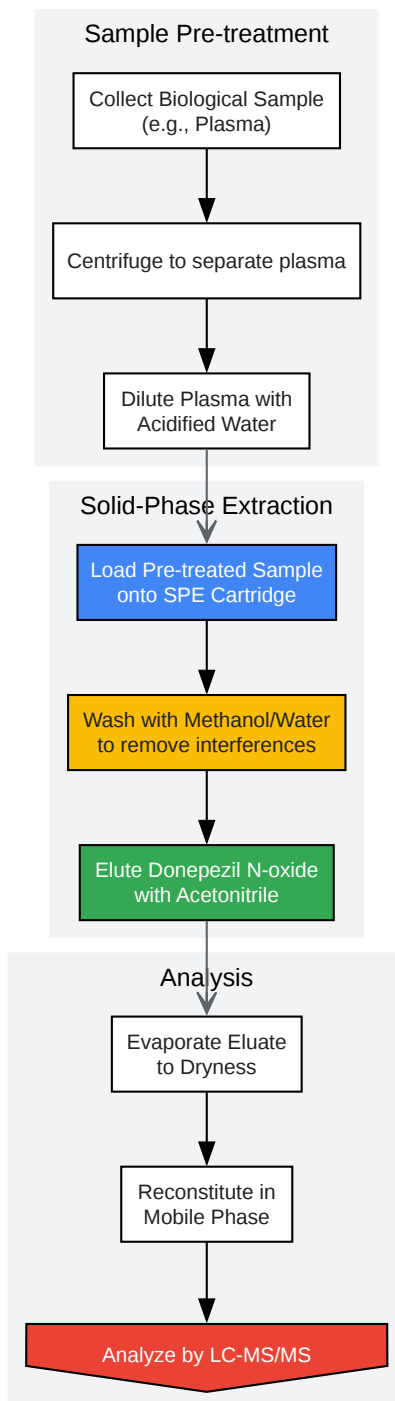 Sample Pre-treatment
Collect Biological Sample
(e.g., Plasma)
Centrifuge to separate plasma
Dilute Plasma with
Acidified Water
Solid-Phase Extraction
Load Pre-treated Sample
onto SPE Cartridge
Wash with Methanol/Water
to remove interferences
Elute Donepezil N-oxide
with Acetonitrile
Analysis
Evaporate Eluate
to Dryness
Reconstitute in
Mobile Phase
Analyze by LC-MS/MS